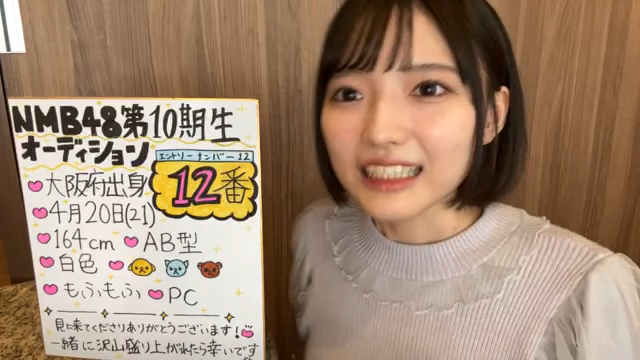 NMB48第10期生
オーディション
エントリーナンバー12
12番
大阪府出身
4月20日(21)
164cm AB型
白色
もふもふ PC
見に来てくださりありがとうございます!
一緒に沢山盛り上がれたら幸いです